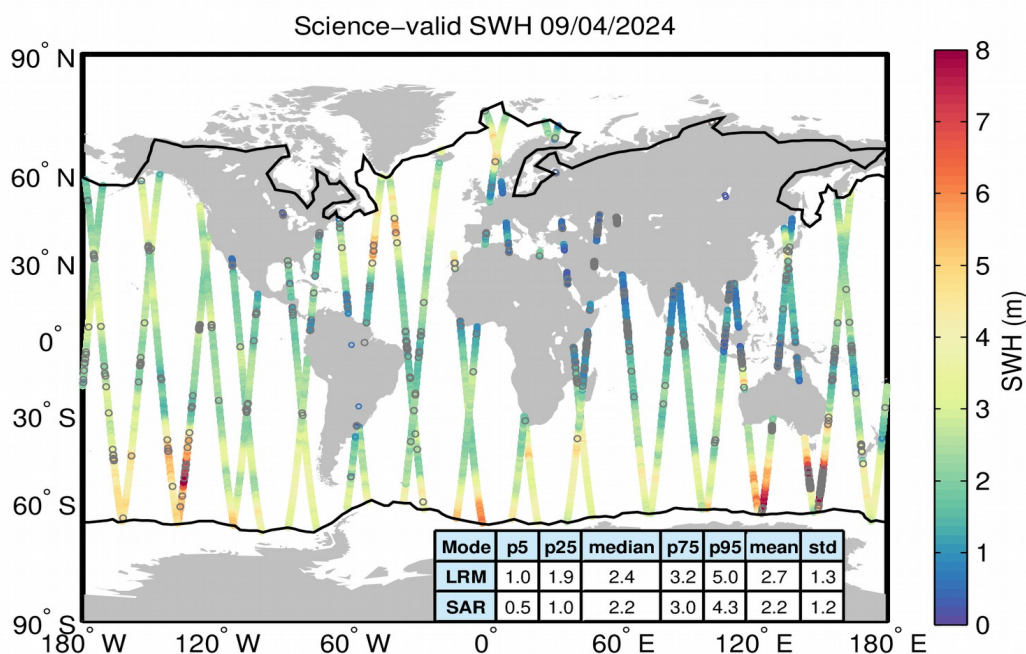 Science−valid SWH 09/04/2024
90° N
60° N
30° N
0°
30° S
60° S
90° S
180° W
120° W
60° W
0°
60° E
120° E
180° E
8
7
6
5
4
3
2
1
0
SWH (m)
Mode p5 p25 median p75 p95 mean std
LRM 1.0 1.9 2.4 3.2 5.0 2.7 1.3
SAR 0.5 1.0 2.2 3.0 4.3 2.2 1.2